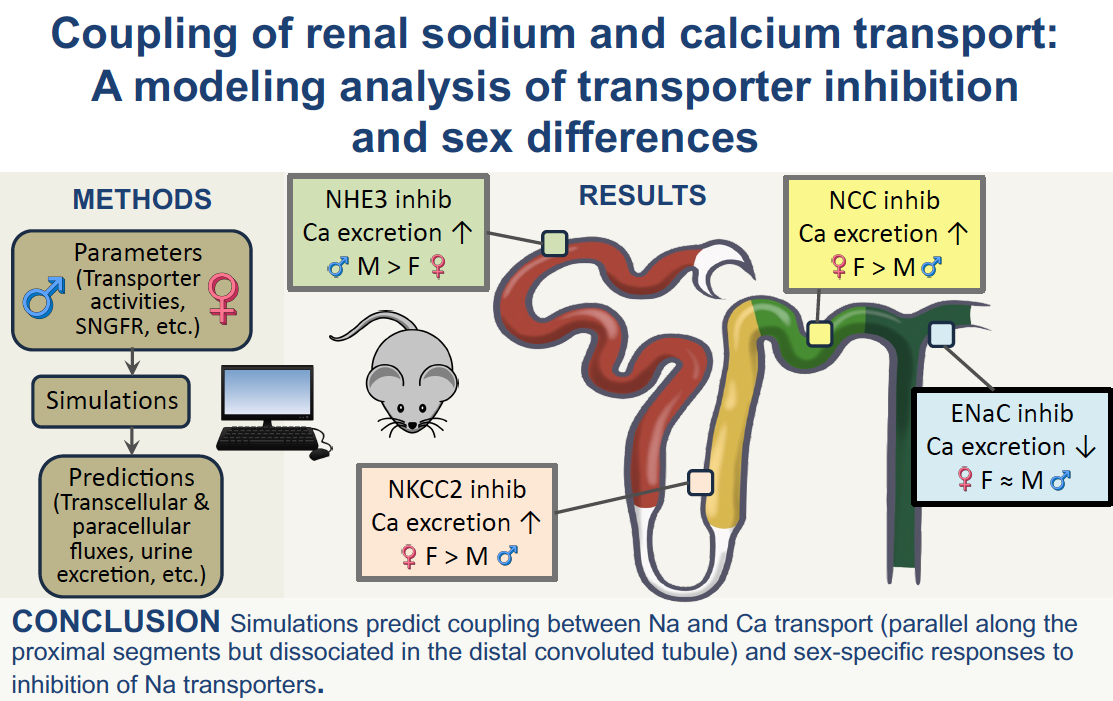 Coupling of renal sodium and calcium transport:
A modeling analysis of transporter inhibition
and sex differences
METHODS
Parameters
(Transporter
activities,
SNGFR, etc.)
Simulations
Predictions
(Transcellular &
paracellular
fluxes, urine
excretion, etc.)
RESULTS
NHE3 inhib
Ca excretion ↑
♂ M > F ♀
NCC inhib
Ca excretion ↑
♀ F > M ♂
NKCC2 inhib
Ca excretion ↑
♀ F > M ♂
ENaC inhib
Ca excretion ↓
♀ F ≈ M ♂
CONCLUSION Simulations predict coupling between Na and Ca transport (parallel along the
proximal segments but dissociated in the distal convoluted tubule) and sex-specific responses to
inhibition of Na transporters.